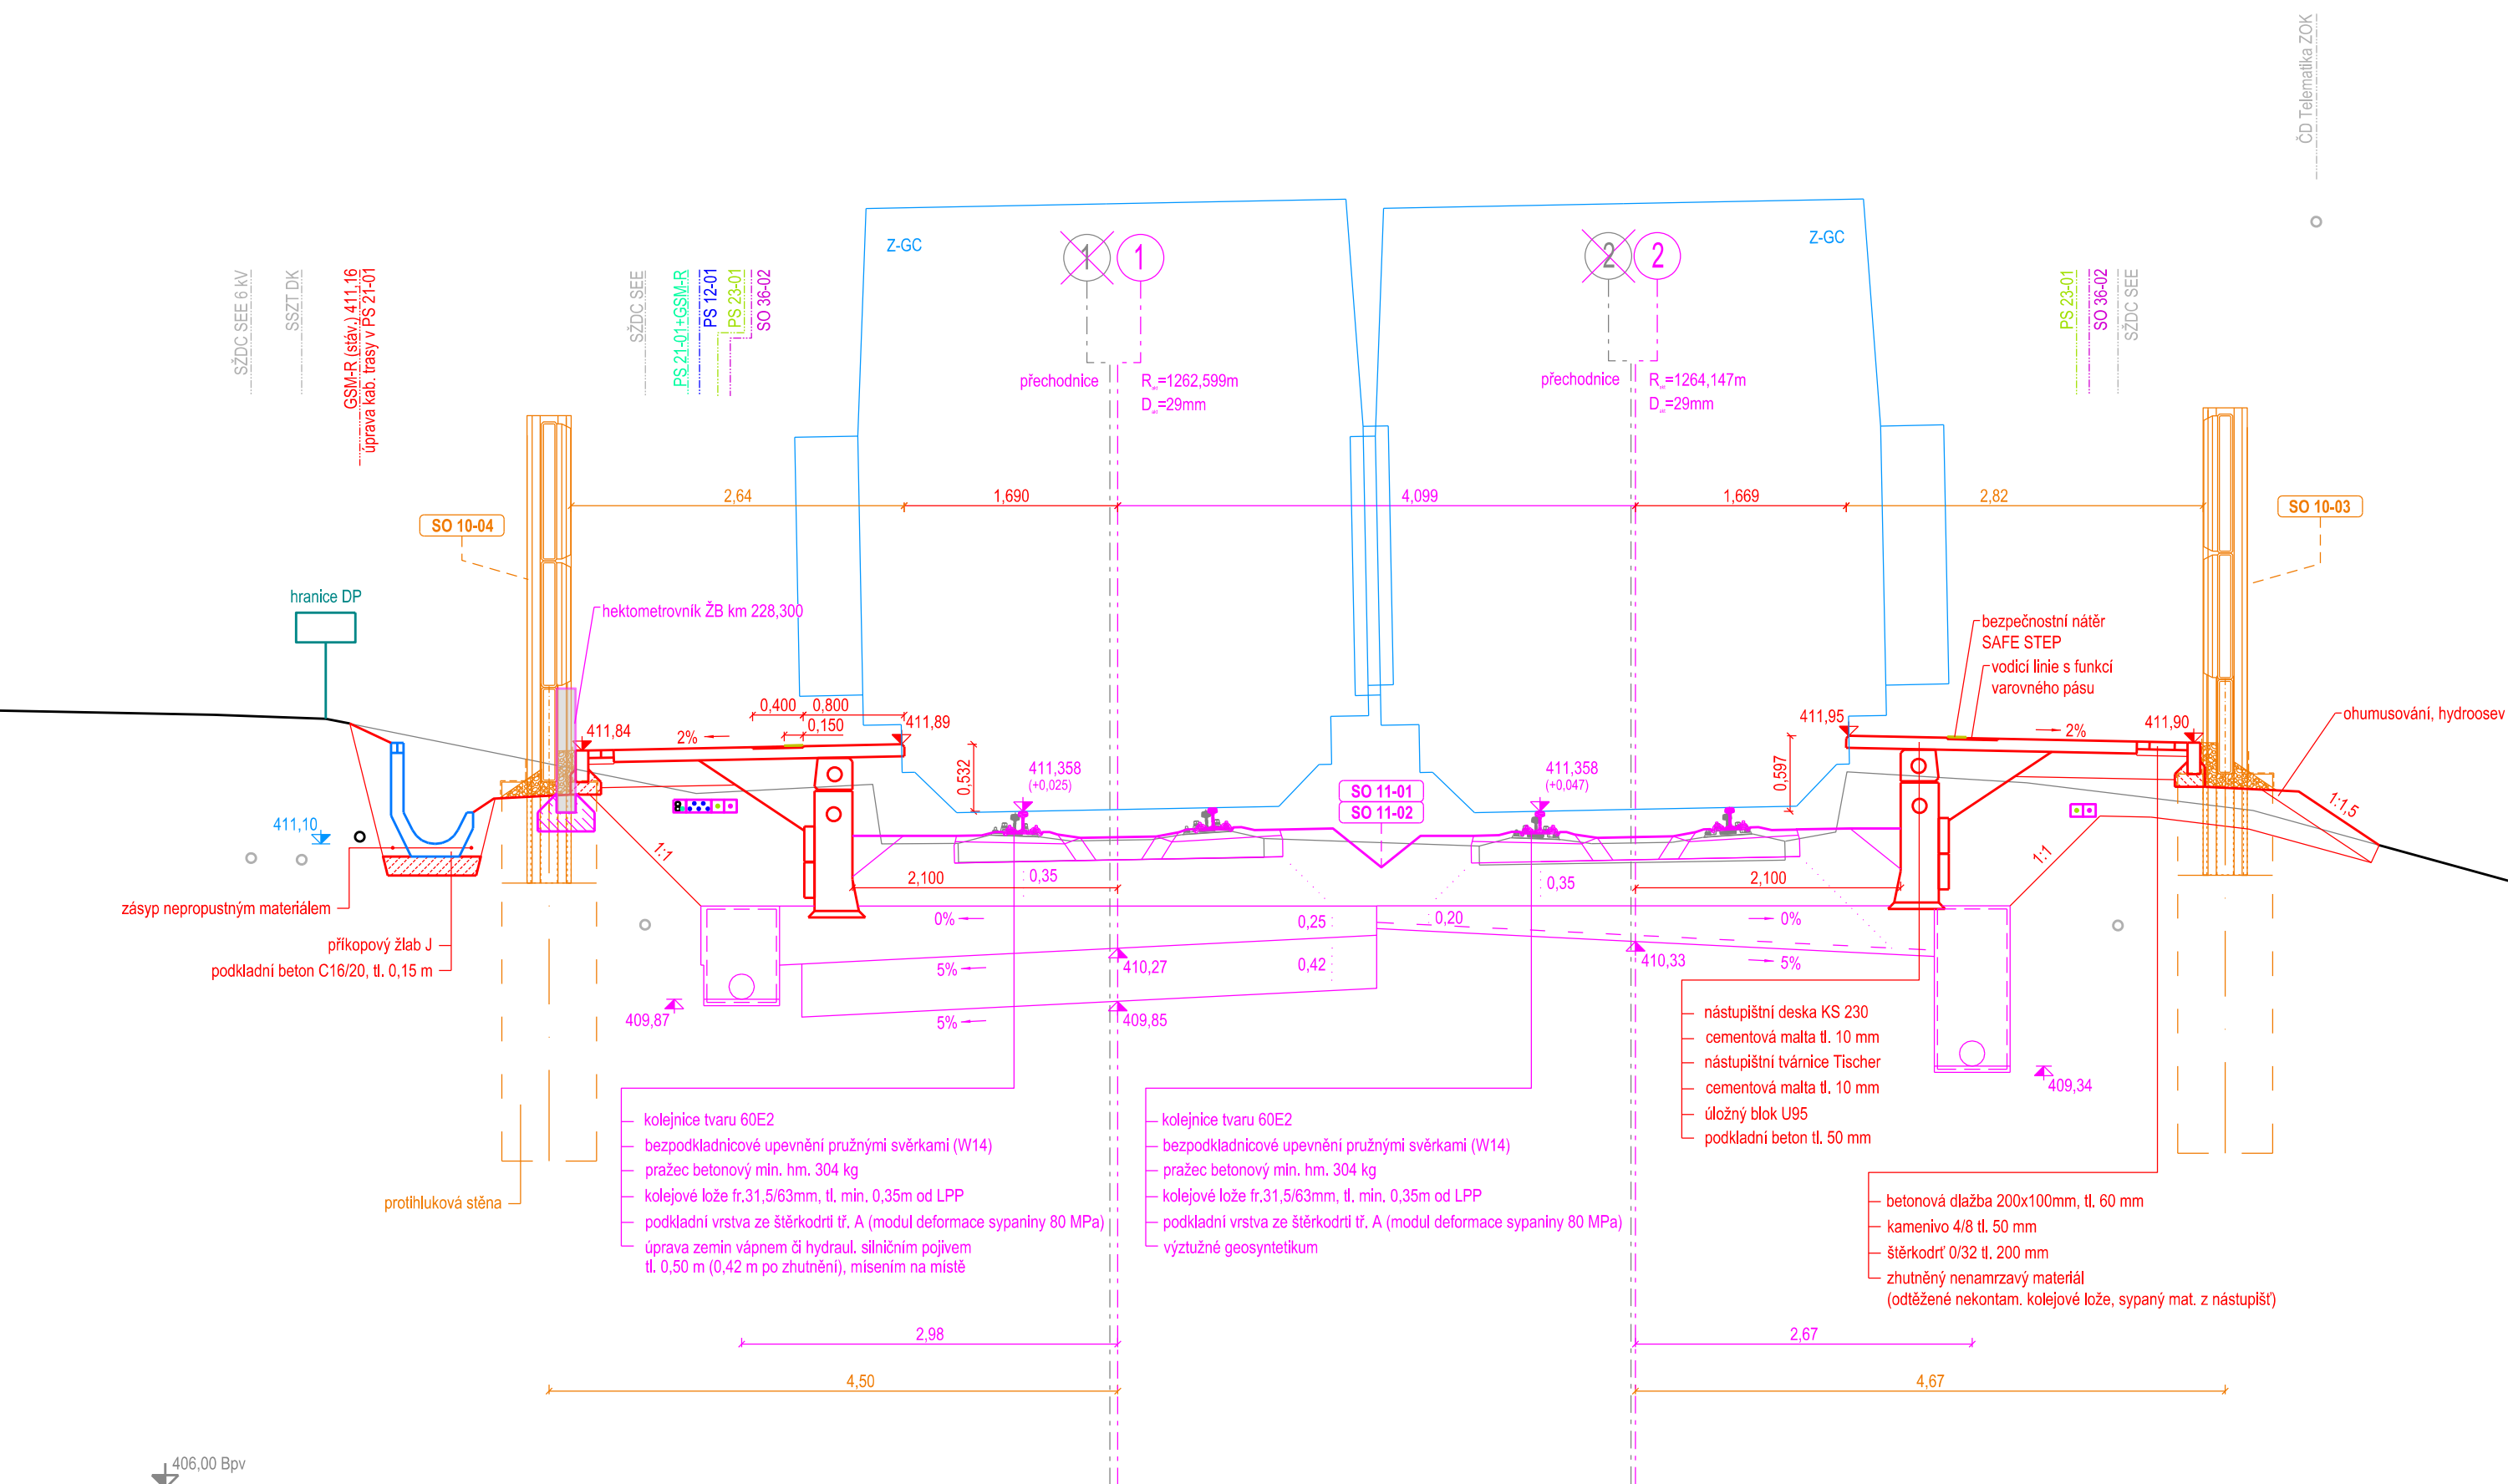 ČD Telematika ZOK
SŽDC SEE 6 kV
SSZT DK
GSM-R (stáv.) 411,16
úprava kab. trasy v PS 21-01
SŽDC SEE
PS 21-01+GSM-R
PS 12-01
PS 23-01
SO 36-02
Z-GC
1
1
2
2
Z-GC
PS 23-01
SO 36-02
SŽDC SEE
přechodnice
=1262,599m
=29mm
přechodnice
=1264,147m
=29mm
2,64
1,690
4,099
1,669
2,82
SO 10-04
SO 10-03
hranice DP
hektometrovník ŽB km 228,300
bezpečnostní nátěr
SAFE STEP
vodicí linie s funkcí
varovného pásu
0,400
0,800
0,150
411,84
2%
411,89
411,95
2%
411,90
ohumusování, hydroosev
0,532
411,358
(+0,025)
SO 11-01
SO 11-02
411,358
(+0,047)
0,597
1:1,5
411,10
1:1
1:1
2,100
0,35
0,35
2,100
zásyp nepropustným materiálem
příkopový žlab J
podkladní beton C16/20, tl. 0,15 m
0%
0,25
0,20
0%
5%
410,27
0,42
410,33
5%
409,87
5%
409,85
409,34
nástupištní deska KS 230
cementová malta tl. 10 mm
nástupištní tvárnice Tischer
cementová malta tl. 10 mm
úložný blok U95
podkladní beton tl. 50 mm
kolejnice tvaru 60E2
bezpodkladnicové upevnění pružnými svěrkami (W14)
pražec betonový min. hm. 304 kg
kolejové lože fr.31,5/63mm, tl. min. 0,35m od LPP
podkladní vrstva ze štěrkodrti tř. A (modul deformace sypaniny 80 MPa)
úprava zemin vápnem či hydraul. silničním pojivem
tl. 0,50 m (0,42 m po zhutnění), mísením na místě
kolejnice tvaru 60E2
bezpodkladnicové upevnění pružnými svěrkami (W14)
pražec betonový min. hm. 304 kg
kolejové lože fr.31,5/63mm, tl. min. 0,35m od LPP
podkladní vrstva ze štěrkodrti tř. A (modul deformace sypaniny 80 MPa)
výztužné geosyntetikum
protihluková stěna
betonová dlažba 200x100mm, tl. 60 mm
kamenivo 4/8 tl. 50 mm
štěrkodrť 0/32 tl. 200 mm
zhutněný nenamrzavý materiál
(odtěžené nekontam. kolejové lože, sypaný mat. z nástupišť)
2,98
2,67
4,50
4,67
406,00 Bpv